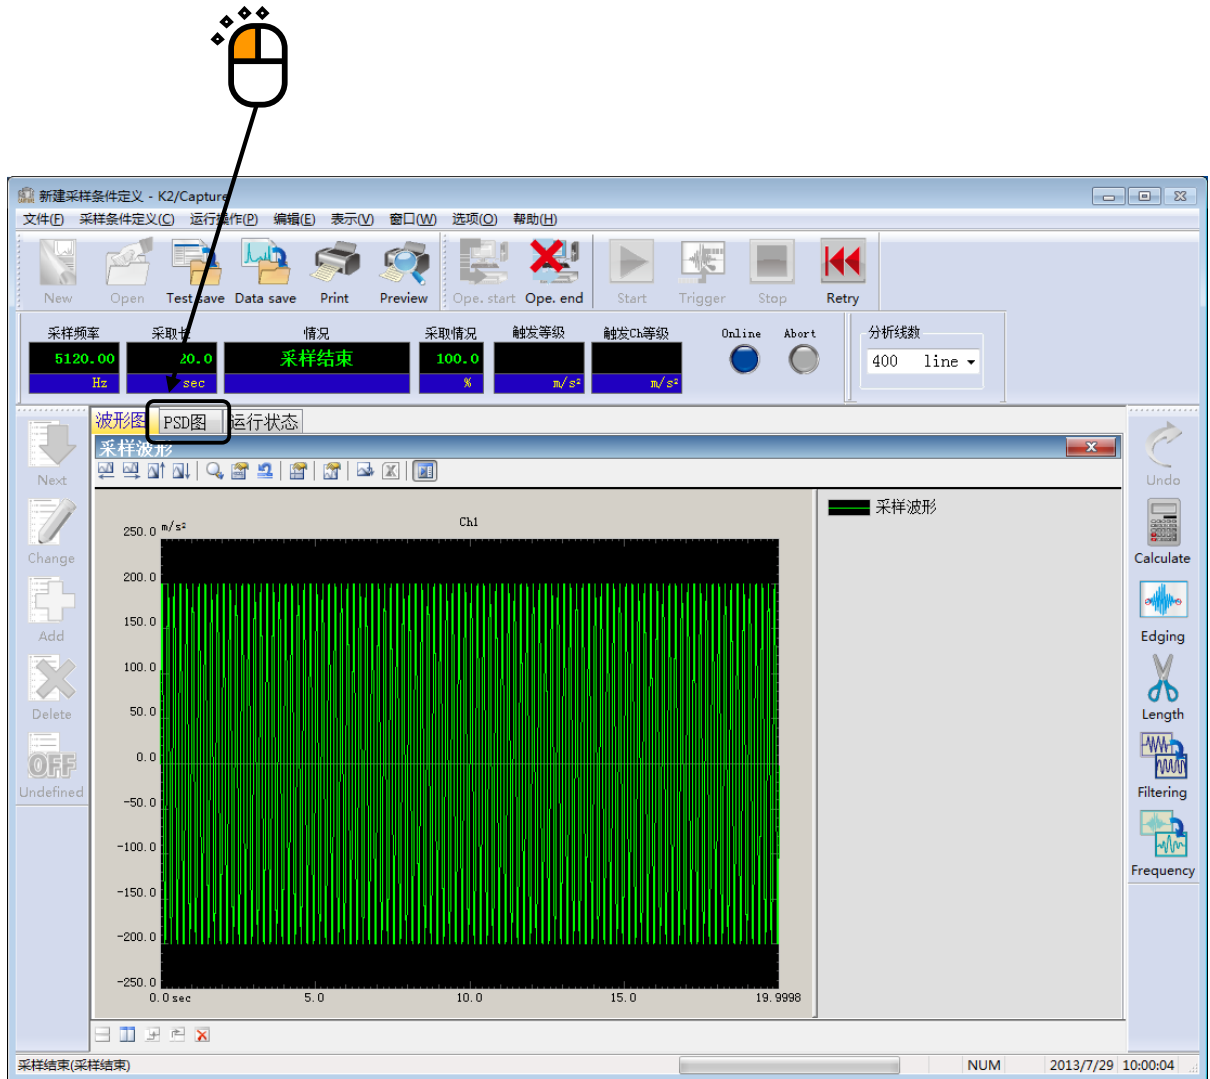 新建采样条件定义 - K2/Capture
文件(F) 采样条件定义(C) 运行操作(P) 编辑(E) 表示(V) 窗口(W) 选项(O) 帮助(H)
New Open Test save Data save Print Preview Ope. start Ope. end Start Trigger Stop Retry
采样频率 采取长 情况 采取情况 触发等级 触发Ch等级 Online Abort 分析线数
5120.00 20.0 采样结束 100.0 400 line
Hz sec % m/s² m/s²
波形图 PSD图 运行状态
采样波形
Next
Change
Add
Delete
OFF
Undefined
采样波形
m/s² Ch1
250.0
200.0
150.0
100.0
50.0
0.0
-50.0
-100.0
-150.0
-200.0
-250.0
0.0 sec 5.0 10.0 15.0 19.9998
Undo
Calculate
Edging
Length
Filtering
Frequency
采样结束(采样结束) NUM 2013/7/29 10:00:04